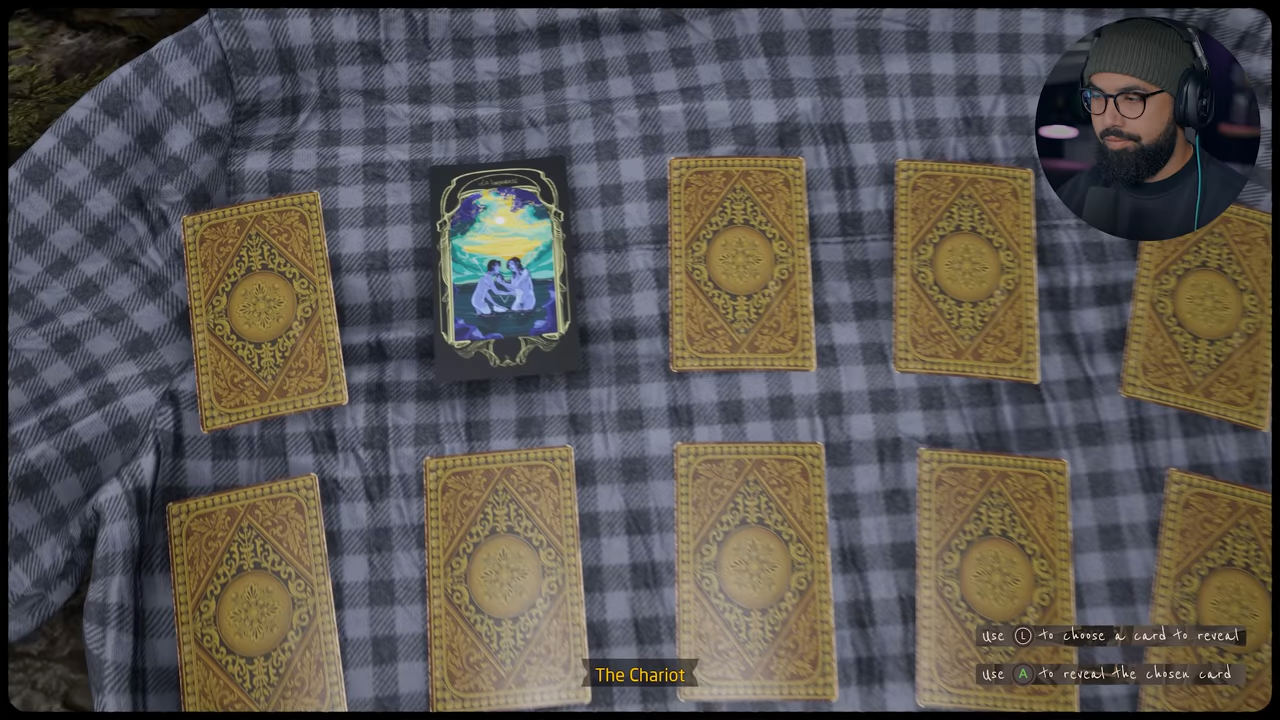 use L to choose a card to reveal
use A to reveal the chosen card
The Chariot